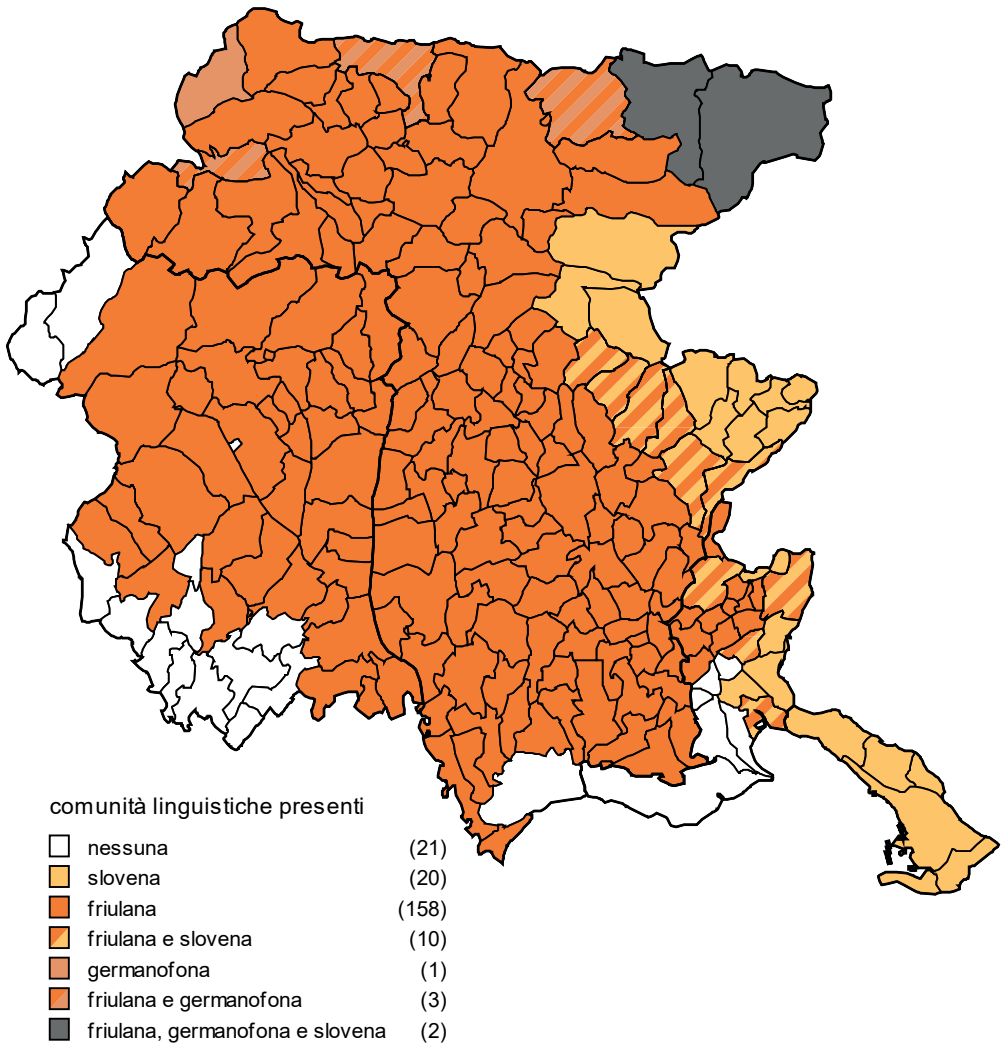 comunità linguistiche presenti
nessuna (21)
slovena (20)
friulana (158)
friulana e slovena (10)
germanofona (1)
friulana e germanofona (3)
friulana, germanofona e slovena (2)